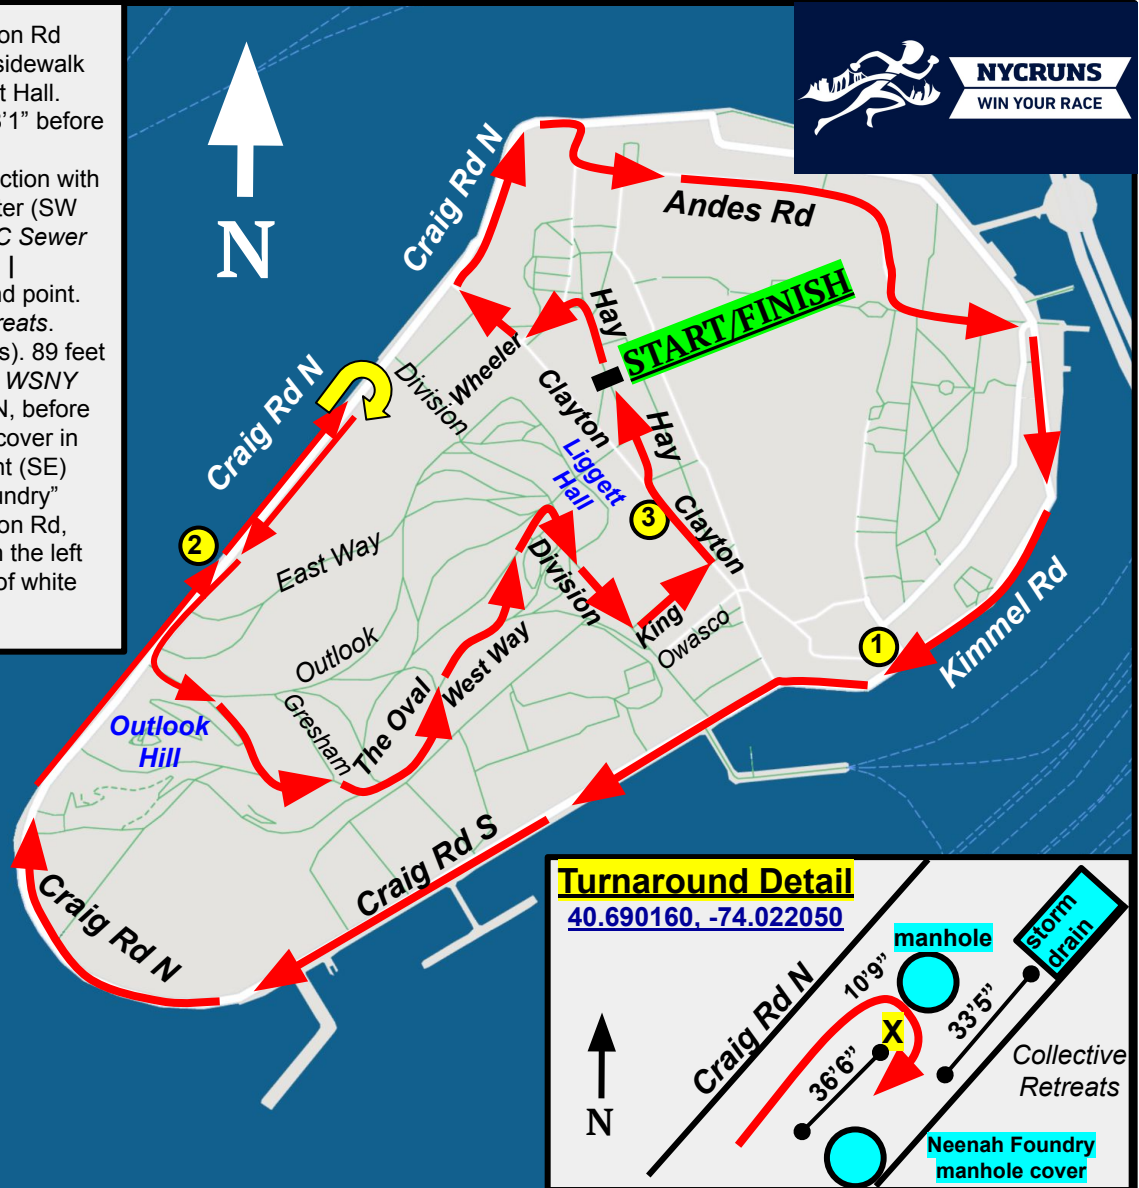 on Rd
sidewalk
t Hall.
3'1” before
ction with
ter (SW
C Sewer
|
nd point.
reats.
s). 89 feet
WSNY
N, before
cover in
nt (SE)
undry”
on Rd,
n the left
of white
NYCRUNS
WIN YOUR RACE
N
Craig Rd N
Andes Rd
Hay
START/FINISH
Wheeler
Division
Clayton
Hay
Craig Rd N
Liggett
Hall
3
Clayton
2
East Way
Division
King
Owasco
1
Kimmel Rd
Outlook
West Way
The Oval
Gresham
Outlook
Hill
Craig Rd S
Craig Rd N
Turnaround Detail
40.690160, -74.022050
manhole
storm
drain
10’9”
33’5”
X
36’6”
Craig Rd N
Collective
Retreats
N
Neenah Foundry
manhole cover